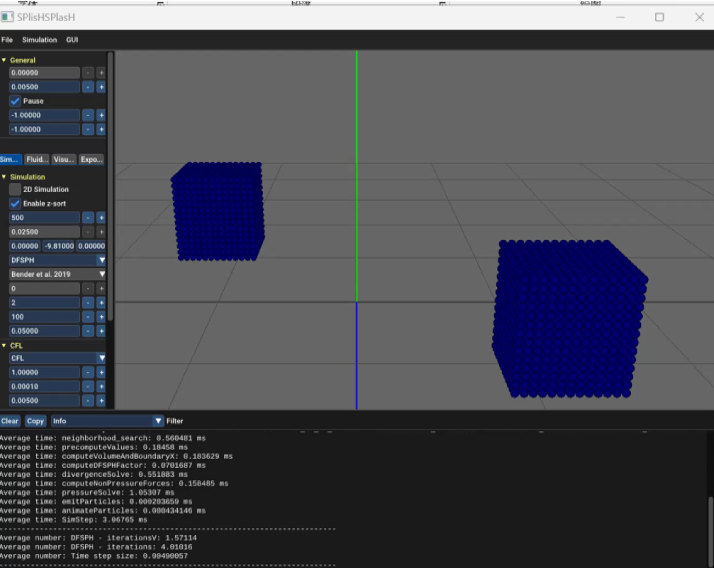 SPlisHSPlasH
File Simulation GUI
General
0.00000 - +
0.00500 - +
Pause
-1.00000 - +
-1.00000 - +
Sim... Fluid... Visu... Expo...
Simulation
2D Simulation
Enable z-sort
500 - +
0.02500 - +
0.00000 -9.81000 0.00000
DFSPH
Bender et al. 2019
0 - +
2 - +
100 - +
0.05000 - +
CFL
CFL
1.00000 - +
0.00010 - +
0.00500 - +
Clear Copy Info Filter
Average time: neighborhood_search: 0.560481 ms
Average time: precomputeValues: 0.18458 ms
Average time: computeVolumeAndBoundaryX: 0.183629 ms
Average time: computeDFSPHFactor: 0.0701687 ms
Average time: divergenceSolve: 0.551883 ms
Average time: computeNonPressureForces: 0.158485 ms
Average time: pressureSolve: 1.05307 ms
Average time: emitParticles: 0.000203659 ms
Average time: animateParticles: 0.000434146 ms
Average time: SimStep: 3.06765 ms
Average number: DFSPH - iterationsV: 1.57114
Average number: DFSPH - iterations: 4.01016
Average number: Time step size: 0.00490057